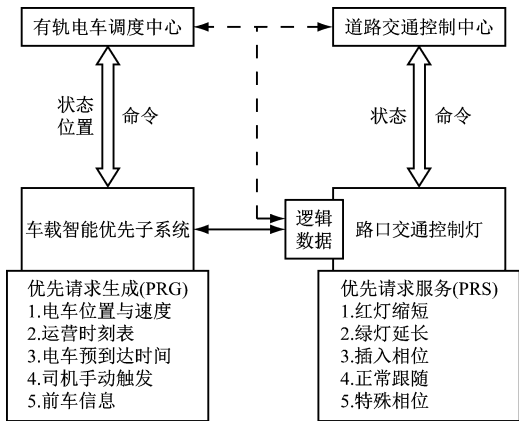 有轨电车调度中心
道路交通控制中心
状态
位置
命令
状态
命令
车载智能优先子系统
逻辑
数据
路口交通控制灯
优先请求生成(PRG)
1.电车位置与速度
2.运营时刻表
3.电车预到达时间
4.司机手动触发
5.前车信息
优先请求服务(PRS)
1.红灯缩短
2.绿灯延长
3.插入相位
4.正常跟随
5.特殊相位